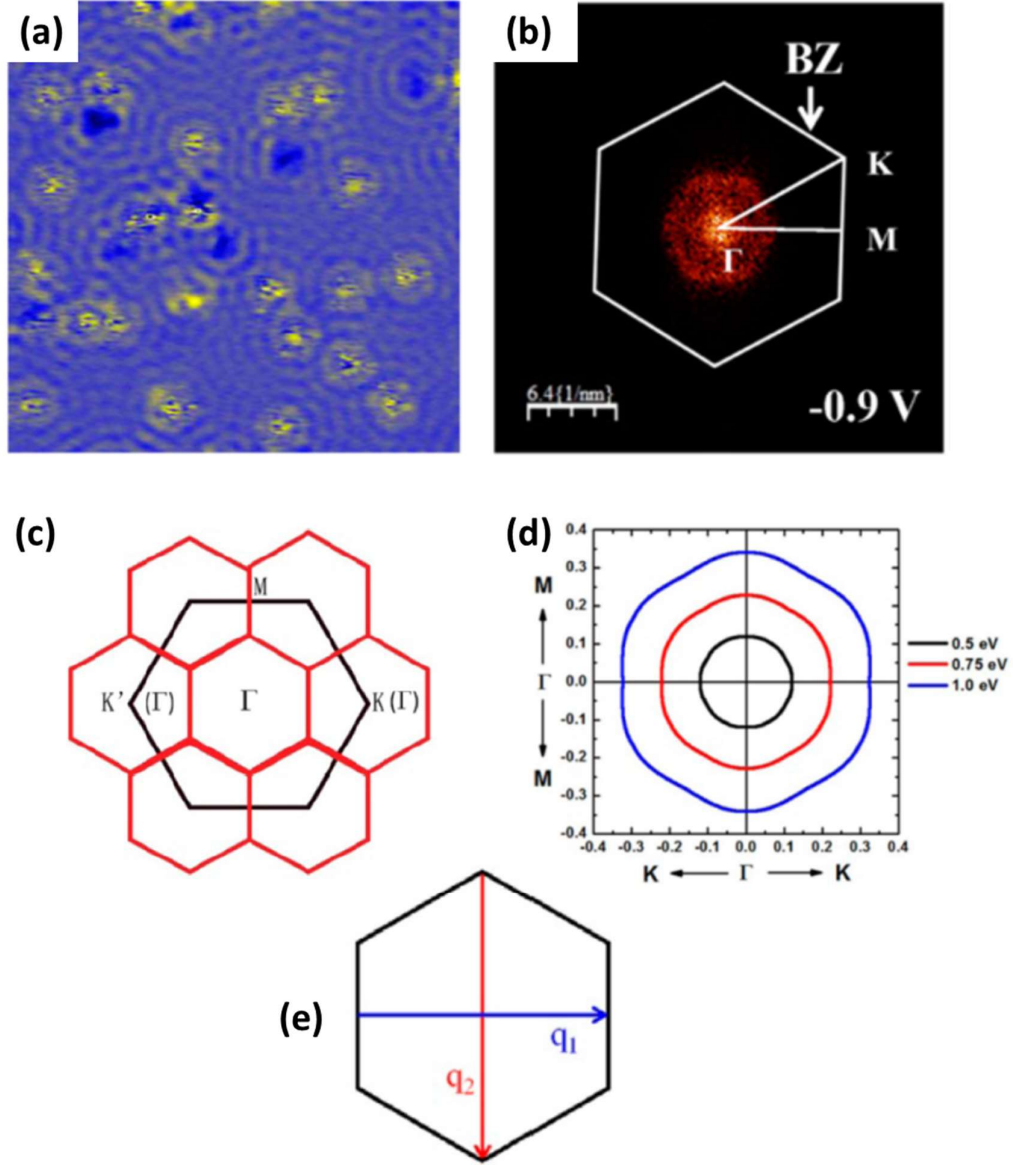 (a)
(b)
BZ
K
M
Γ
6.4{1/nm}
-0.9 V
(c)
M
K' (Γ) Γ K(Γ)
(d)
0.4
0.3
0.2
0.1
0.0
-0.1
-0.2
-0.3
-0.4
M
Γ
M
-0.4 -0.3 -0.2 -0.1 0.0 0.1 0.2 0.3 0.4
K Γ K
0.5 eV
0.75 eV
1.0 eV
(e)
q1
q2